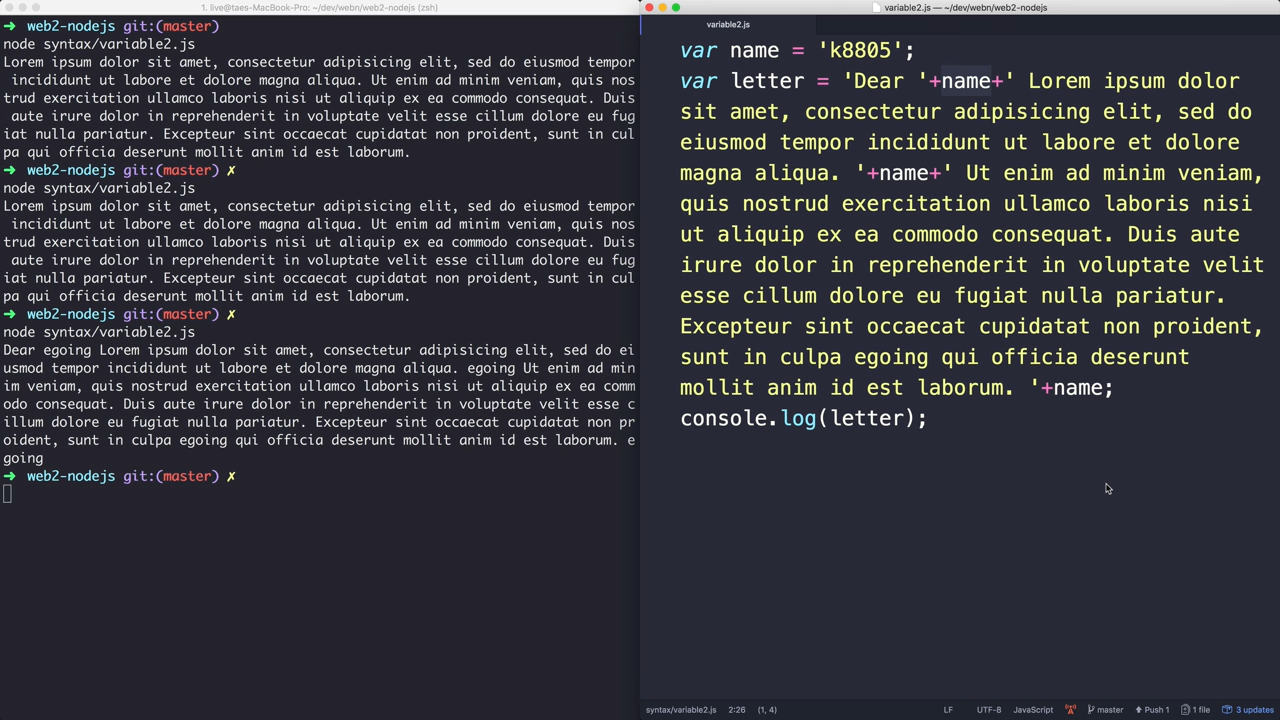 1. live@taes-MacBook-Pro: ~/dev/webn/web2-nodejs (zsh)
➜ web2-nodejs git:(master)
node syntax/variable2.js
Lorem ipsum dolor sit amet, consectetur adipisicing elit, sed do eiusmod tempor
incididunt ut labore et dolore magna aliqua. Ut enim ad minim veniam, quis nos
trud exercitation ullamco laboris nisi ut aliquip ex ea commodo consequat. Duis
aute irure dolor in reprehenderit in voluptate velit esse cillum dolore eu fug
iat nulla pariatur. Excepteur sint occaecat cupidatat non proident, sunt in cul
pa qui officia deserunt mollit anim id est laborum.
➜ web2-nodejs git:(master) ✗
node syntax/variable2.js
Lorem ipsum dolor sit amet, consectetur adipisicing elit, sed do eiusmod tempor
incididunt ut labore et dolore magna aliqua. Ut enim ad minim veniam, quis nos
trud exercitation ullamco laboris nisi ut aliquip ex ea commodo consequat. Duis
aute irure dolor in reprehenderit in voluptate velit esse cillum dolore eu fug
iat nulla pariatur. Excepteur sint occaecat cupidatat non proident, sunt in cul
pa qui officia deserunt mollit anim id est laborum.
➜ web2-nodejs git:(master) ✗
node syntax/variable2.js
Dear egoing Lorem ipsum dolor sit amet, consectetur adipisicing elit, sed do ei
usmod tempor incididunt ut labore et dolore magna aliqua. egoing Ut enim ad min
im veniam, quis nostrud exercitation ullamco laboris nisi ut aliquip ex ea comm
odo consequat. Duis aute irure dolor in reprehenderit in voluptate velit esse c
illum dolore eu fugiat nulla pariatur. Excepteur sint occaecat cupidatat non pr
oident, sunt in culpa egoing qui officia deserunt mollit anim id est laborum. e
going
➜ web2-nodejs git:(master) ✗
variable2.js — ~/dev/webn/web2-nodejs
variable2.js
var name = 'k8805';
var letter = 'Dear '+name+' Lorem ipsum dolor
sit amet, consectetur adipisicing elit, sed do
eiusmod tempor incididunt ut labore et dolore
magna aliqua. '+name+' Ut enim ad minim veniam,
quis nostrud exercitation ullamco laboris nisi
ut aliquip ex ea commodo consequat. Duis aute
irure dolor in reprehenderit in voluptate velit
esse cillum dolore eu fugiat nulla pariatur.
Excepteur sint occaecat cupidatat non proident,
sunt in culpa egoing qui officia deserunt
mollit anim id est laborum. '+name;
console.log(letter);
syntax/variable2.js 2:26 (1, 4) LF UTF-8 JavaScript master Push 1 1 file 3 updates